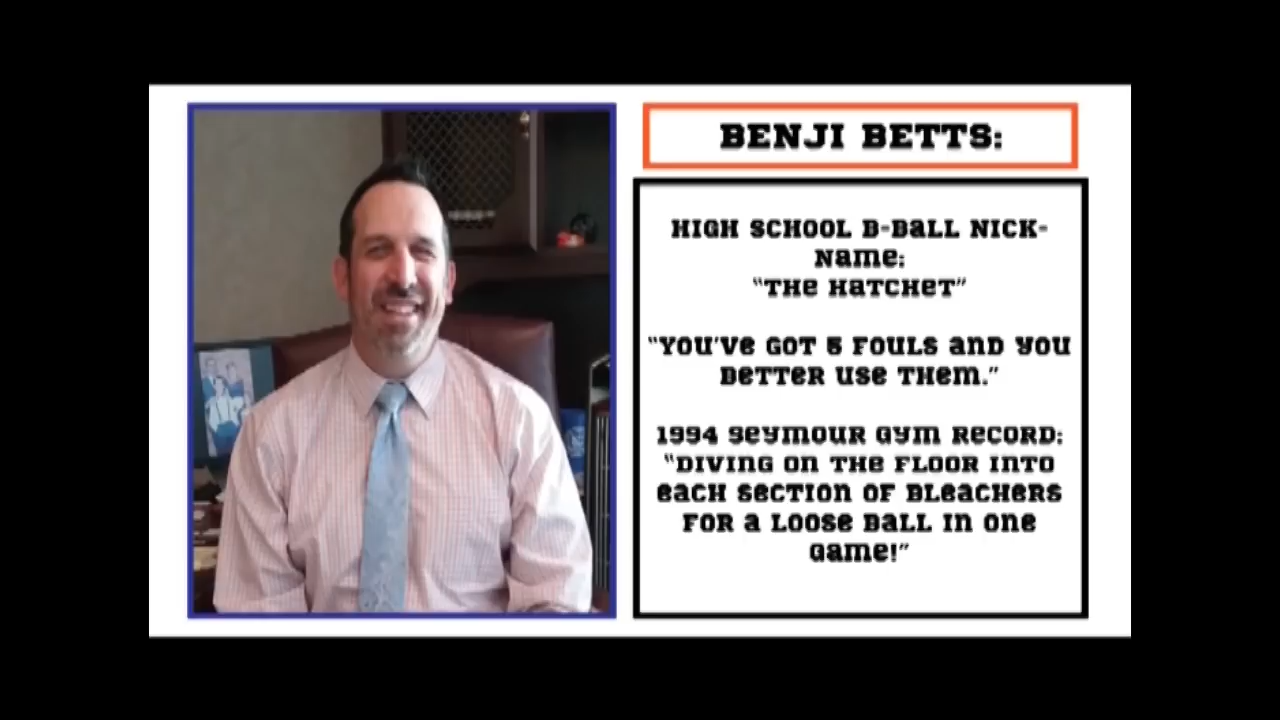 BENJI BETTS:
HIGH SCHOOL B-BALL NICK-
NAME:
"THE HATCHET"
"YOU'VE GOT 5 FOULS AND YOU
BETTER USE THEM."
1994 SEYMOUR GYM RECORD:
"DIVING ON THE FLOOR INTO
EACH SECTION OF BLEACHERS
FOR A LOOSE BALL IN ONE
GAME!"